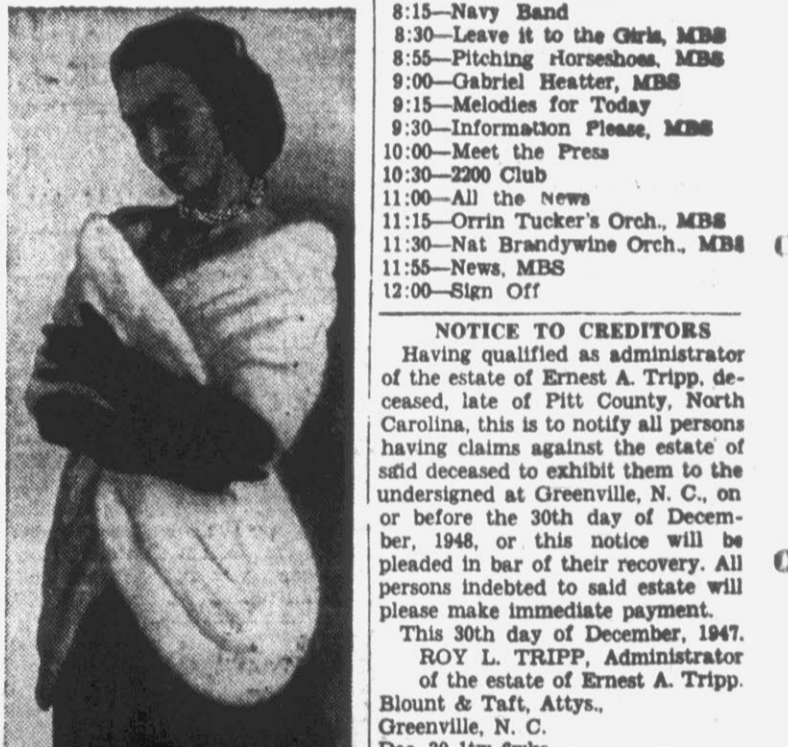 8:15—Navy Band
8:30—Leave it to the Girls, MBS
8:55—Pitching Horseshoes, MBS
9:00—Gabriel Heatter, MBS
9:15—Melodies for Today
9:30—Information Please, MBS
10:00—Meet the Press
10:30—2200 Club
11:00—All the News
11:15—Orrin Tucker's Orch., MBS
11:30—Nat Brandywine Orch., MBS
11:55—News, MBS
12:00—Sign Off
NOTICE TO CREDITORS
Having qualified as administrator
of the estate of Ernest A. Tripp, de-
ceased, late of Pitt County, North
Carolina, this is to notify all persons
having claims against the estate of
said deceased to exhibit them to the
undersigned at Greenville, N. C., on
or before the 30th day of Decem-
ber, 1948, or this notice will be
pleaded in bar of their recovery. All
persons indebted to said estate will
please make immediate payment.
This 30th day of December, 1947.
ROY L. TRIPP, Administrator
of the estate of Ernest A. Tripp.
Blount & Taft, Attys.,
Greenville, N. C.